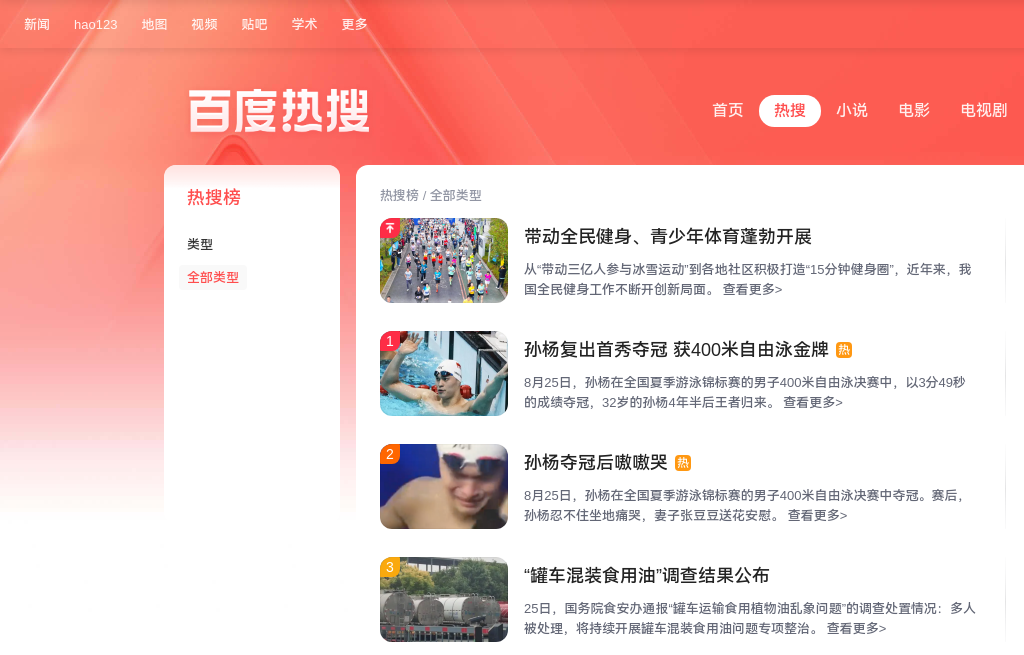 新闻 hao123 地图 视频 贴吧 学术 更多
百度热搜
首页 热搜 小说 电影 电视剧
热搜榜
类型
全部类型
热搜榜 / 全部类型
带动全民健身、青少年体育蓬勃开展
从“带动三亿人参与冰雪运动”到各地社区积极打造“15分钟健身圈”，近年来，我
国全民健身工作不断开创新局面。 查看更多>
1
孙杨复出首秀夺冠 获400米自由泳金牌 热
8月25日，孙杨在全国夏季游泳锦标赛的男子400米自由泳决赛中，以3分49秒
的成绩夺冠，32岁的孙杨4年半后王者归来。 查看更多>
2
孙杨夺冠后嗷嗷哭 热
8月25日，孙杨在全国夏季游泳锦标赛的男子400米自由泳决赛中夺冠。赛后，
孙杨忍不住坐地痛哭，妻子张豆豆送花安慰。 查看更多>
3
“罐车混装食用油”调查结果公布
25日，国务院食安办通报“罐车运输食用植物油乱象问题”的调查处置情况：多人
被处理，将持续开展罐车混装食用油问题专项整治。 查看更多>